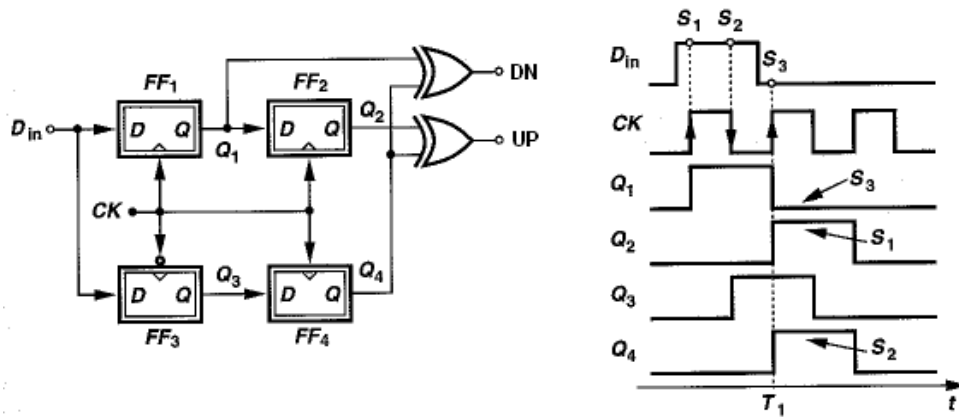 FF1
FF2
Din
D Q
Q1
D Q
Q2
DN
UP
CK
D Q
Q3
D Q
Q4
FF3
FF4
S1 S2
Din
S3
CK
Q1
S3
Q2
S1
Q3
Q4
S2
T1
t